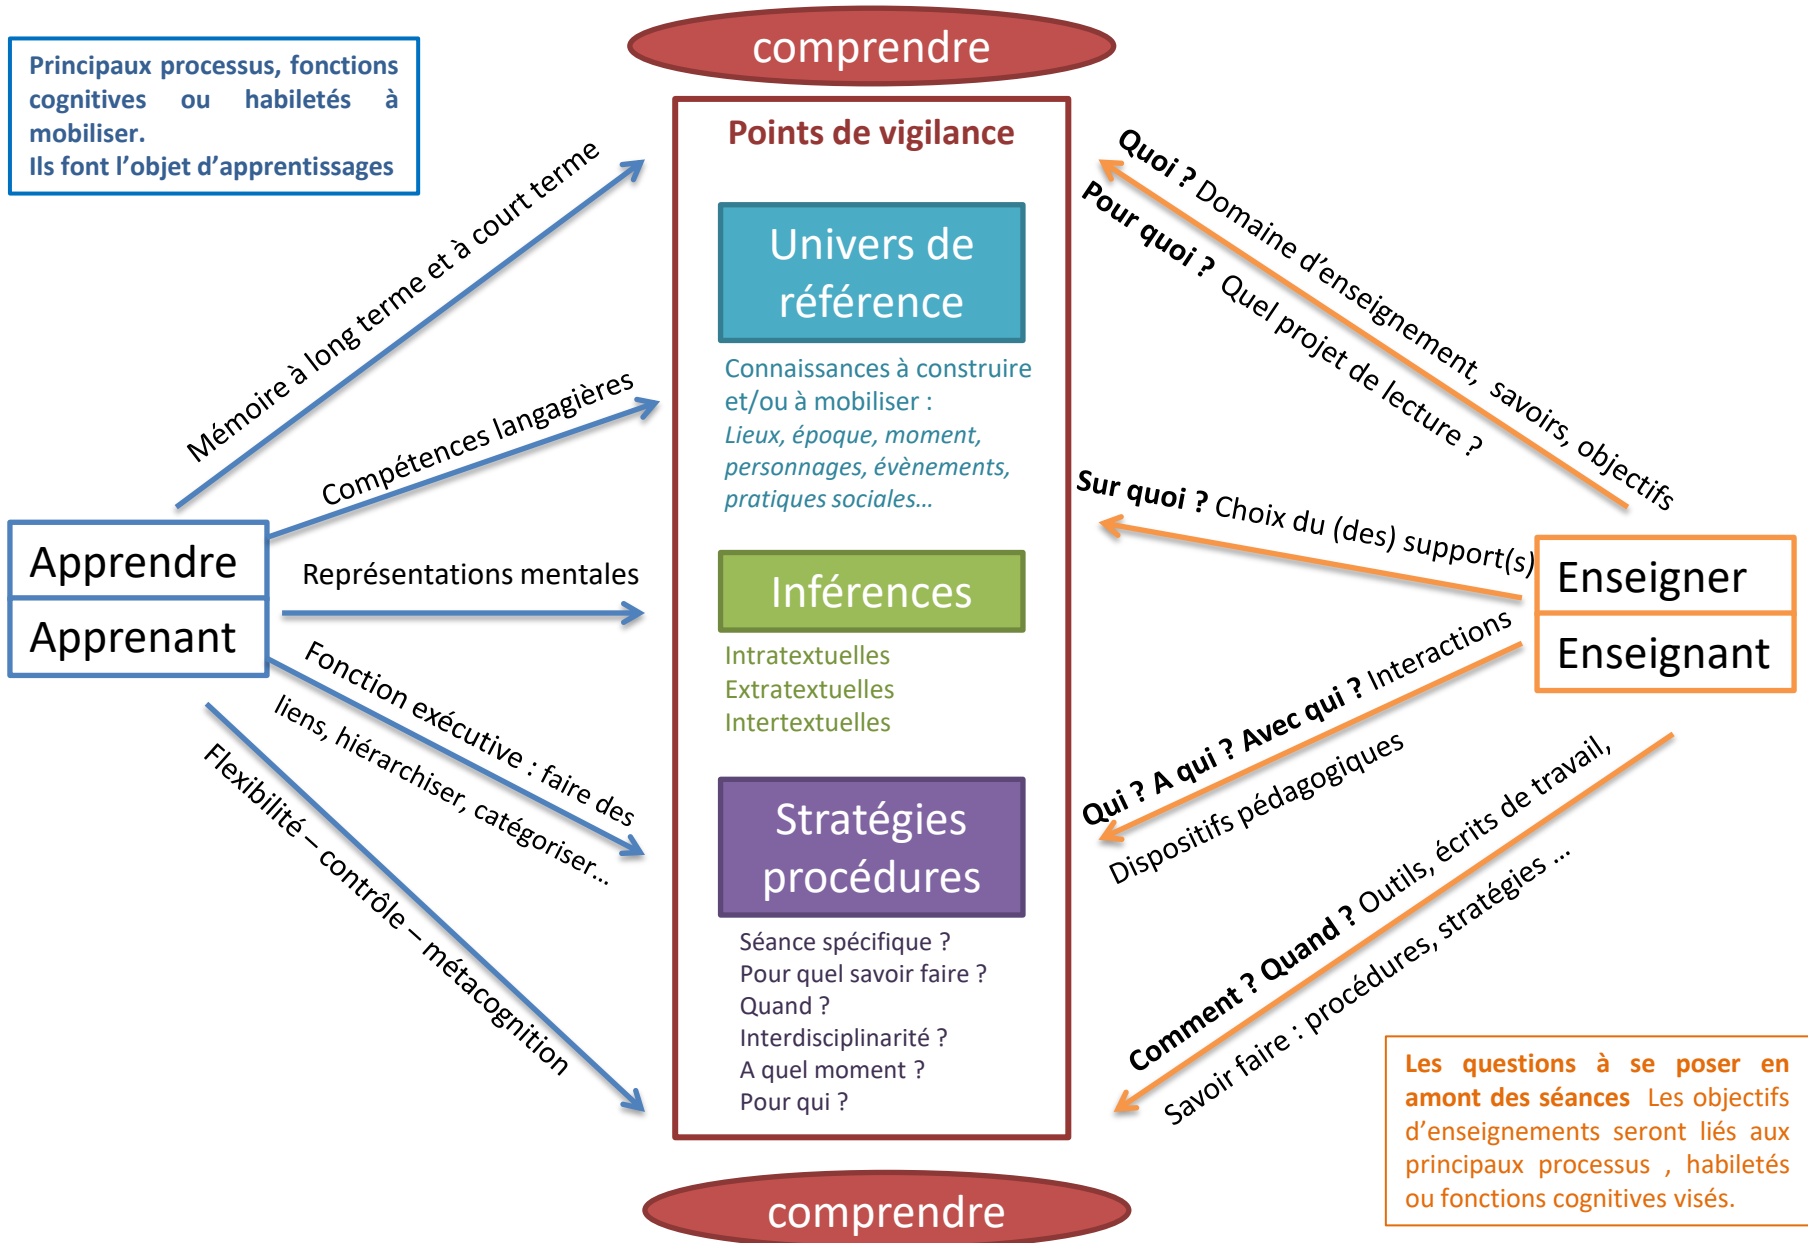 comprendre
Principaux processus, fonctions
cognitives ou habiletés à
mobiliser.
Ils font l’objet d’apprentissages
Mémoire à long terme et à court terme
Compétences langagières
Apprendre
Apprenant
Représentations mentales
Fonction exécutive : faire des
liens, hiérarchiser, catégoriser…
Flexibilité – contrôle – métacognition
Points de vigilance
Univers de
référence
Connaissances à construire
et/ou à mobiliser :
Lieux, époque, moment,
personnages, évènements,
pratiques sociales…
Inférences
Intratextuelles
Extratextuelles
Intertextuelles
Stratégies
procédures
Séance spécifique ?
Pour quel savoir faire ?
Quand ?
Interdisciplinarité ?
A quel moment ?
Pour qui ?
Quoi ? Domaine d’enseignement, savoirs, objectifs
Pour quoi ? Quel projet de lecture ?
Sur quoi ? Choix du (des) support(s)
Enseigner
Enseignant
Qui ? A qui ? Avec qui ? Interactions
Dispositifs pédagogiques
Comment ? Quand ? Outils, écrits de travail,
Savoir faire : procédures, stratégies …
Les questions à se poser en
amont des séances Les objectifs
d’enseignements seront liés aux
principaux processus , habiletés
ou fonctions cognitives visés.
comprendre